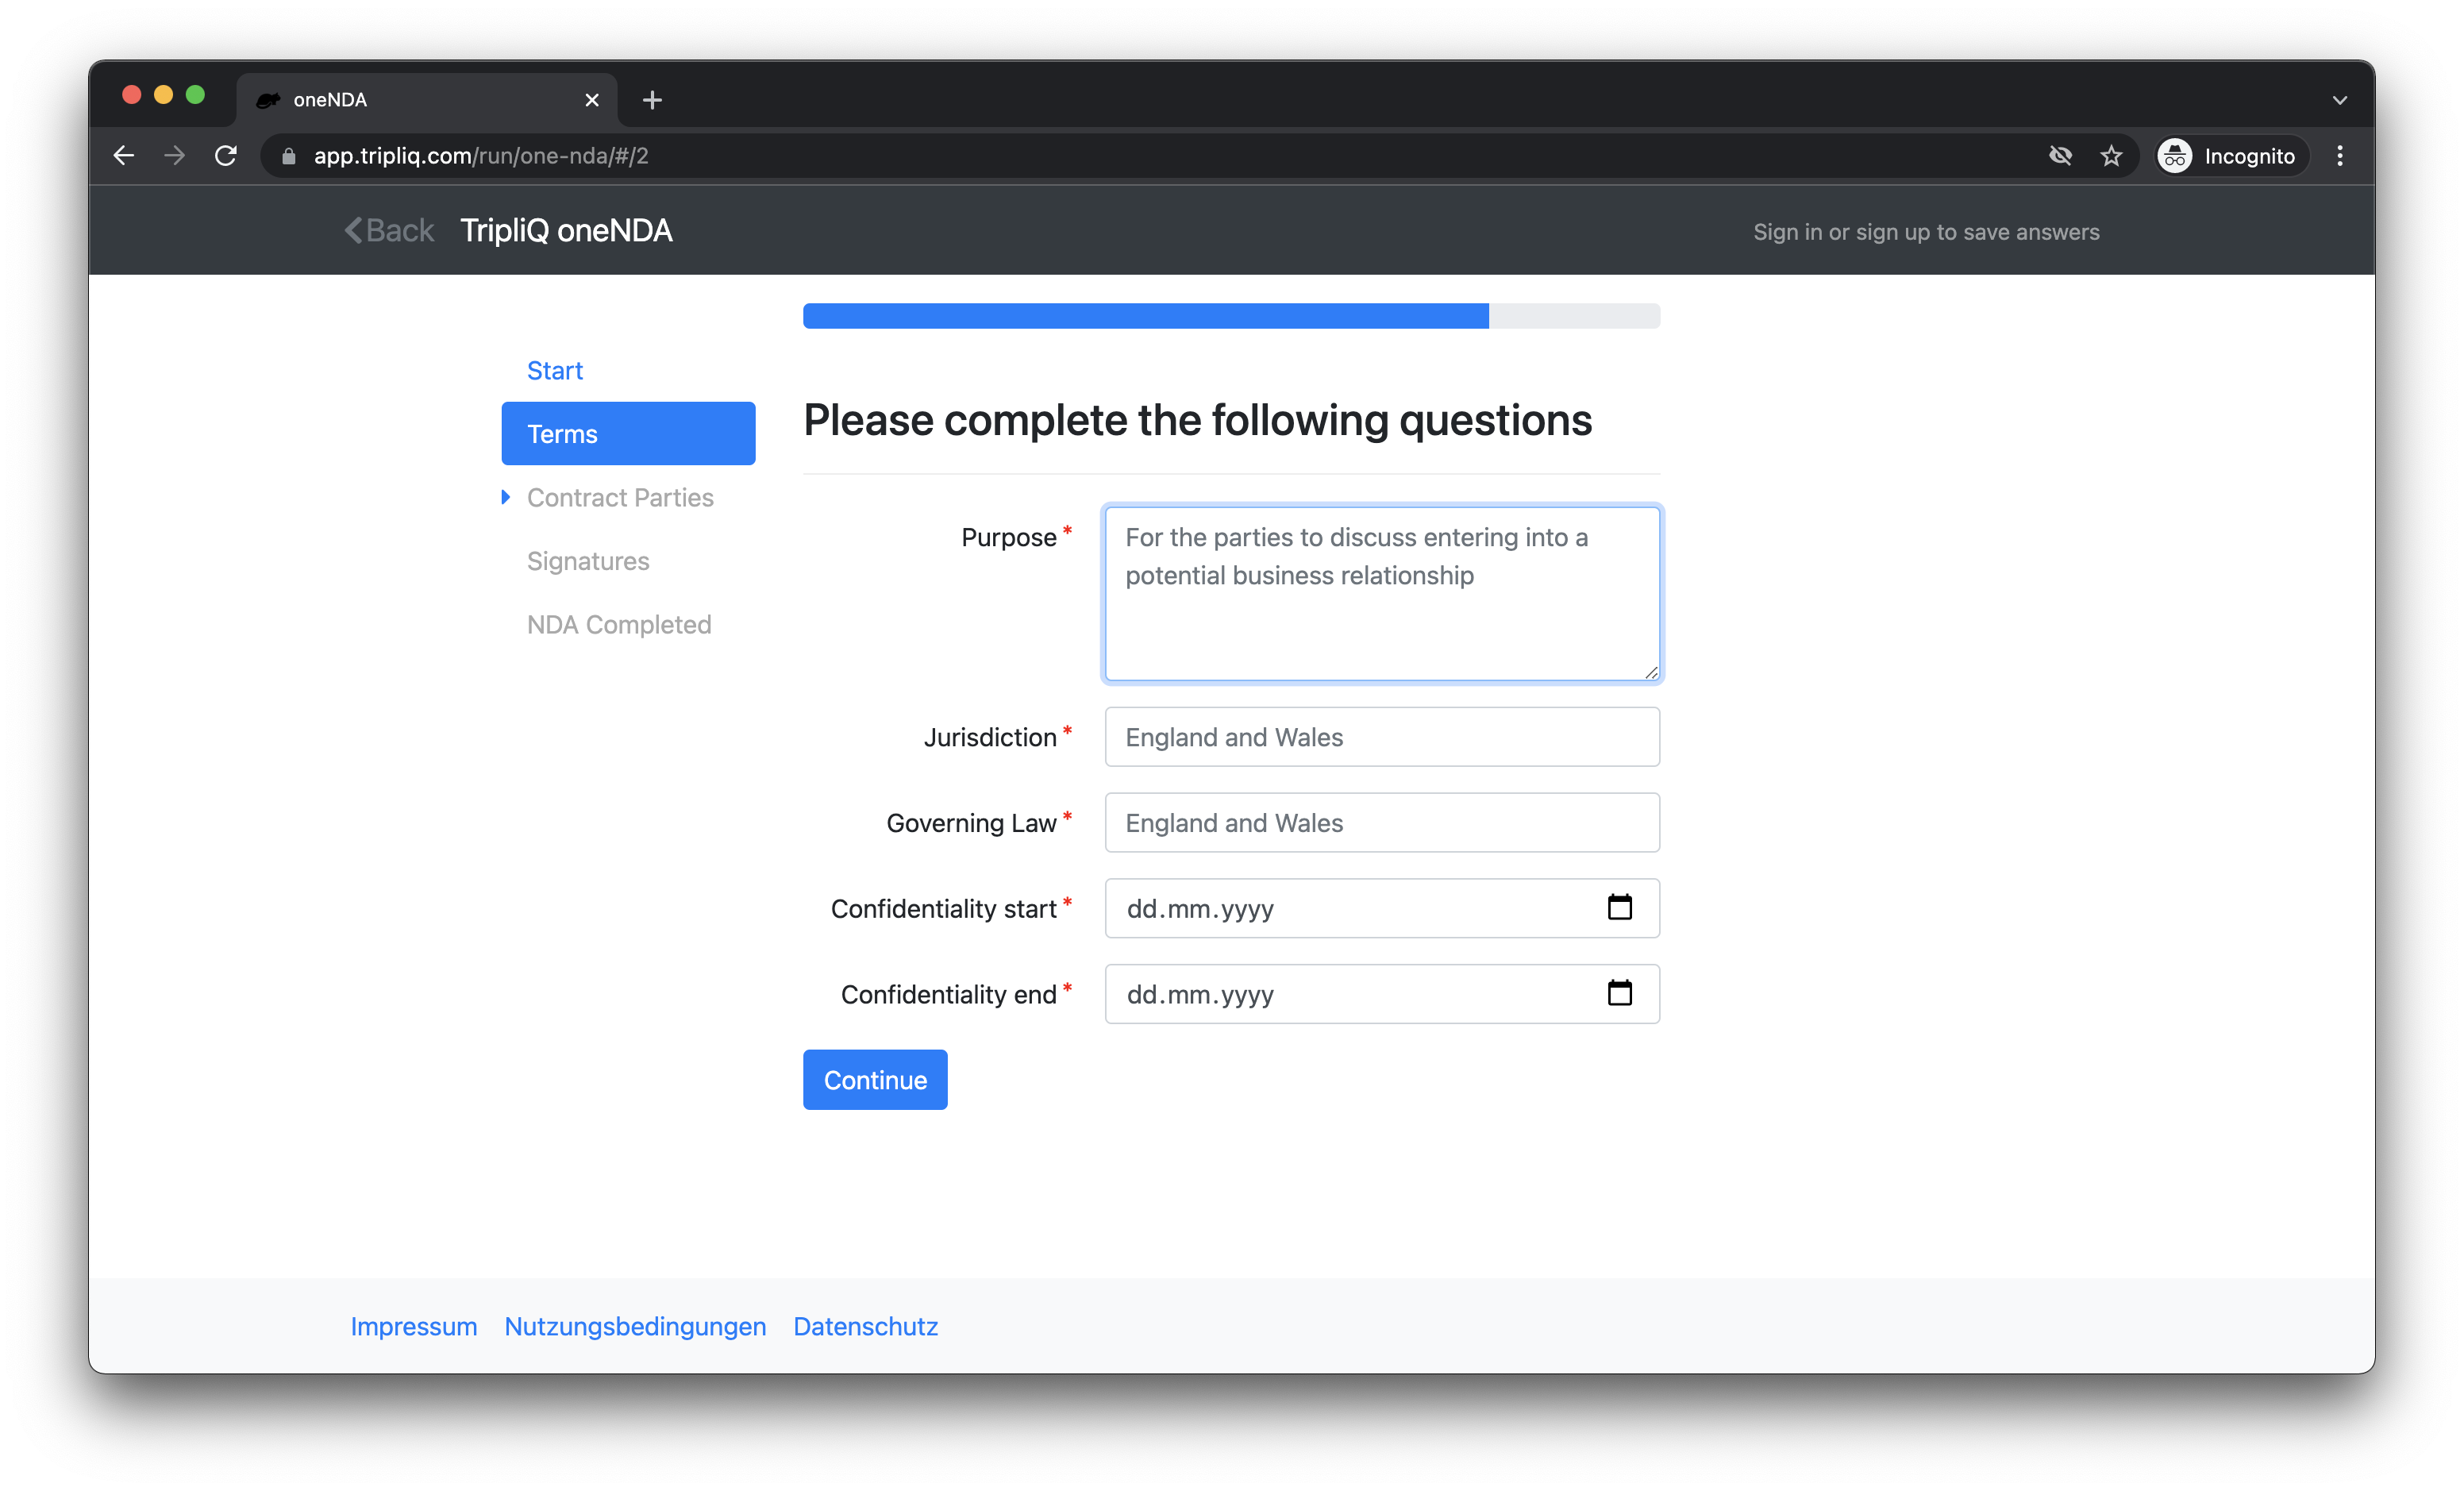 oneNDA
app.tripliq.com/run/one-nda/#/2
Incognito
Back TripliQ oneNDA
Sign in or sign up to save answers
Start
Terms
Contract Parties
Signatures
NDA Completed
Please complete the following questions
Purpose *
For the parties to discuss entering into a
potential business relationship
Jurisdiction *
England and Wales
Governing Law *
England and Wales
Confidentiality start *
dd.mm.yyyy
Confidentiality end *
dd.mm.yyyy
Continue
Impressum Nutzungsbedingungen Datenschutz